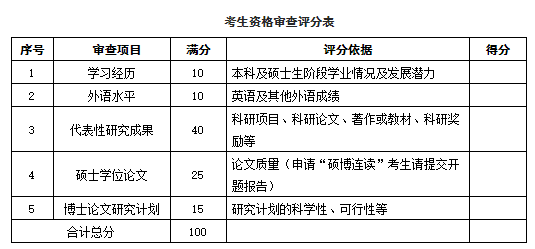 考生资格审查评分表
序号 审查项目 满分 评分依据 得分
1 学习经历 10 本科及硕士生阶段学业情况及发展潜力
2 外语水平 10 英语及其他外语成绩
3 代表性研究成果 40 科研项目、科研论文、著作或教材、科研奖
励等
4 硕士学位论文 25 论文质量（申请“硕博连读”考生请提交开
题报告）
5 博士论文研究计划 15 研究计划的科学性、可行性等
合计总分 100